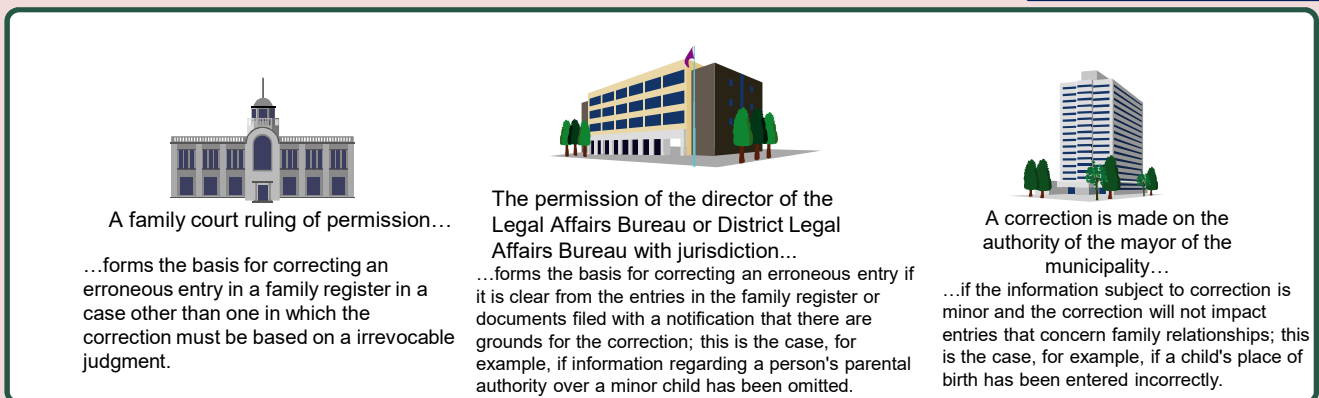 A family court ruling of permission…
…forms the basis for correcting an
erroneous entry in a family register in a
case other than one in which the
correction must be based on a irrevocable
judgment.
The permission of the director of the
Legal Affairs Bureau or District Legal
Affairs Bureau with jurisdiction...
…forms the basis for correcting an erroneous entry if
it is clear from the entries in the family register or
documents filed with a notification that there are
grounds for the correction; this is the case, for
example, if information regarding a person's parental
authority over a minor child has been omitted.
A correction is made on the
authority of the mayor of the
municipality…
…if the information subject to correction is
minor and the correction will not impact
entries that concern family relationships; this
is the case, for example, if a child's place of
birth has been entered incorrectly.